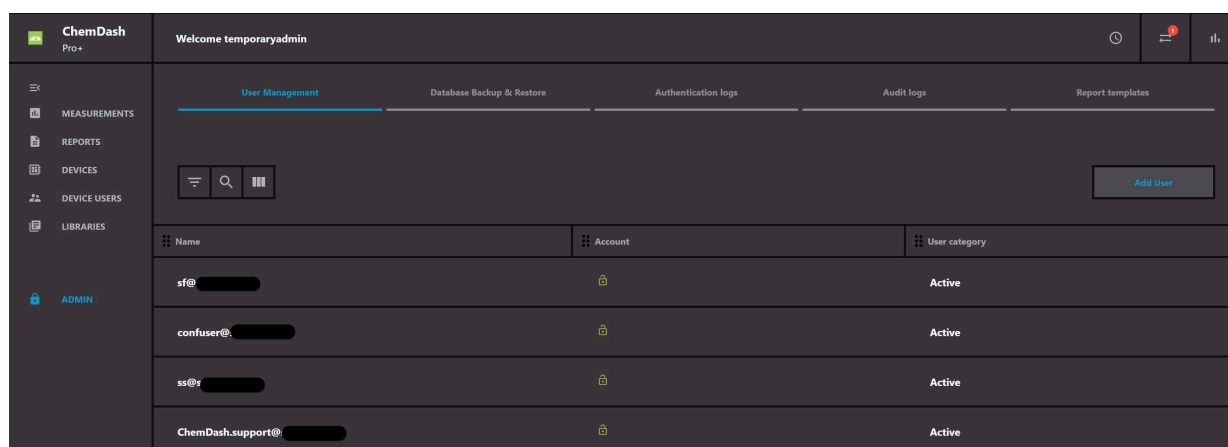 ChemDash
Pro+
Welcome temporaryadmin
1
User Management Database Backup & Restore Authentication logs Audit logs Report templates
MEASUREMENTS
REPORTS
DEVICES
DEVICE USERS
LIBRARIES
ADMIN
Add User
Name Account User category
sf@ Active
confuser@ Active
ss@s Active
ChemDash.support@ Active